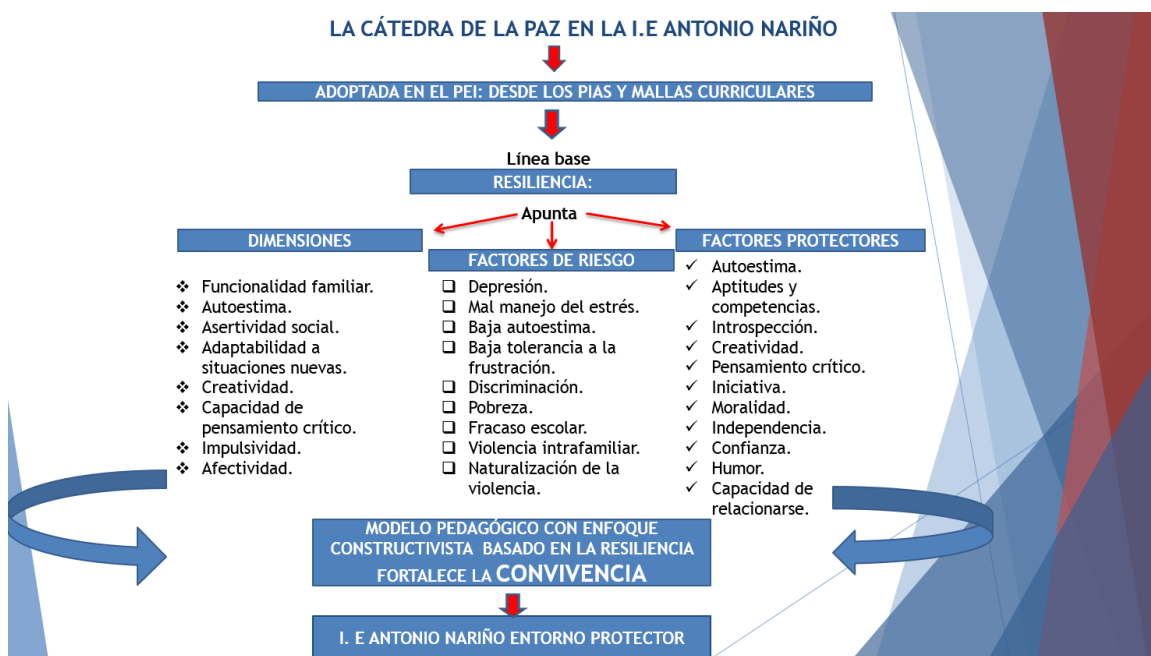 LA CÁTEDRA DE LA PAZ EN LA I.E ANTONIO NARIÑO
ADOPTADA EN EL PEI: DESDE LOS PIAS Y MALLAS CURRICULARES
Línea base
RESILIENCIA:
Apunta
DIMENSIONES
Funcionalidad familiar.
Autoestima.
Asertividad social.
Adaptabilidad a
situaciones nuevas.
Creatividad.
Capacidad de
pensamiento crítico.
Impulsividad.
Afectividad.
FACTORES DE RIESGO
Depresión.
Mal manejo del estrés.
Baja autoestima.
Baja tolerancia a la
frustración.
Discriminación.
Pobreza.
Fracaso escolar.
Violencia intrafamiliar.
Naturalización de la
violencia.
FACTORES PROTECTORES
Autoestima.
Aptitudes y
competencias.
Introspección.
Creatividad.
Pensamiento crítico.
Iniciativa.
Moralidad.
Independencia.
Confianza.
Humor.
Capacidad de
relacionarse.
MODELO PEDAGÓGICO CON ENFOQUE
CONSTRUCTIVISTA BASADO EN LA RESILIENCIA
FORTALECE LA CONVIVENCIA
I. E ANTONIO NARIÑO ENTORNO PROTECTOR